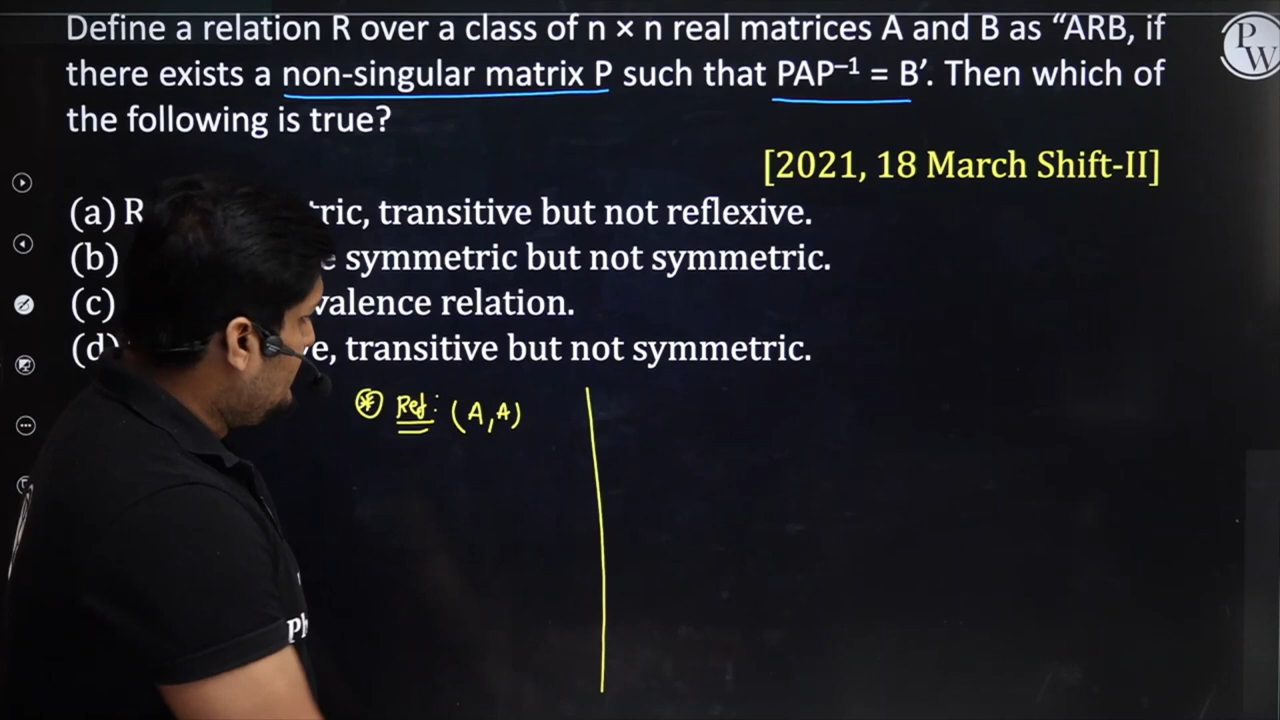 Define a relation R over a class of n × n real matrices A and B as “ARB, if
there exists a non-singular matrix P such that PAP⁻¹ = B’. Then which of
the following is true?
[2021, 18 March Shift-II]
(a) R tric, transitive but not reflexive.
(b) e symmetric but not symmetric.
(c) valence relation.
(d) e, transitive but not symmetric.
Ref: (A,A)
PW